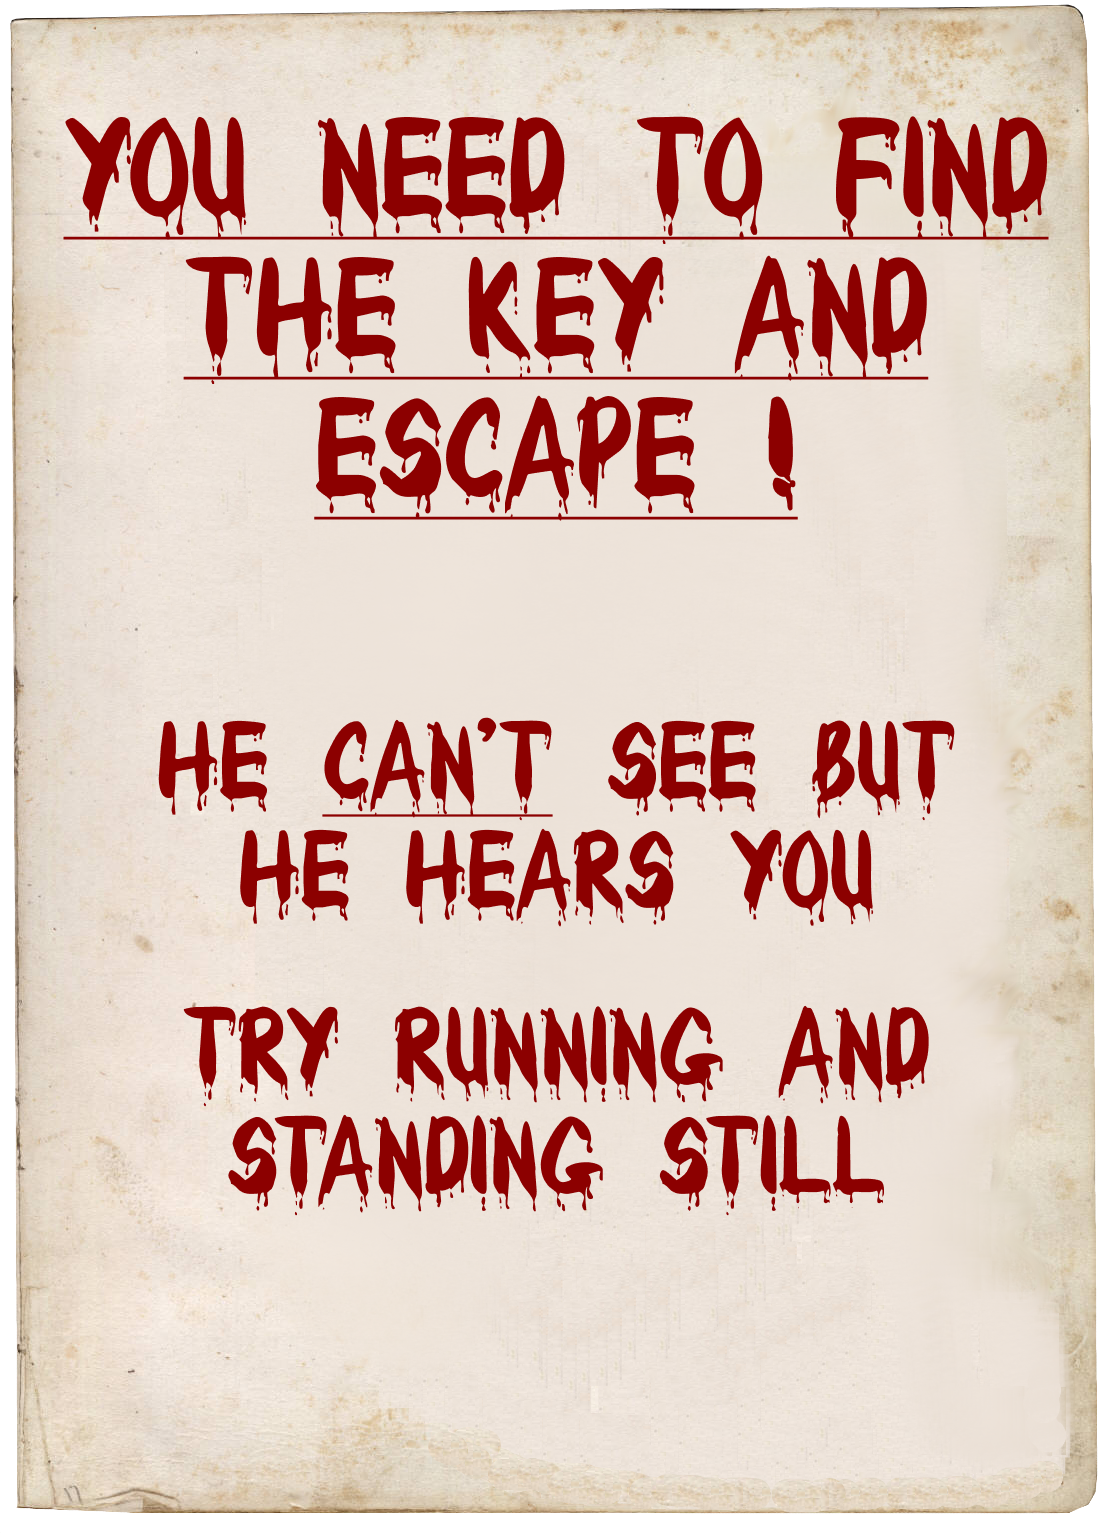 YOU NEED TO FIND
THE KEY AND
ESCAPE !
HE CAN'T SEE BUT
HE HEARS YOU
TRY RUNNING AND
STANDING STILL